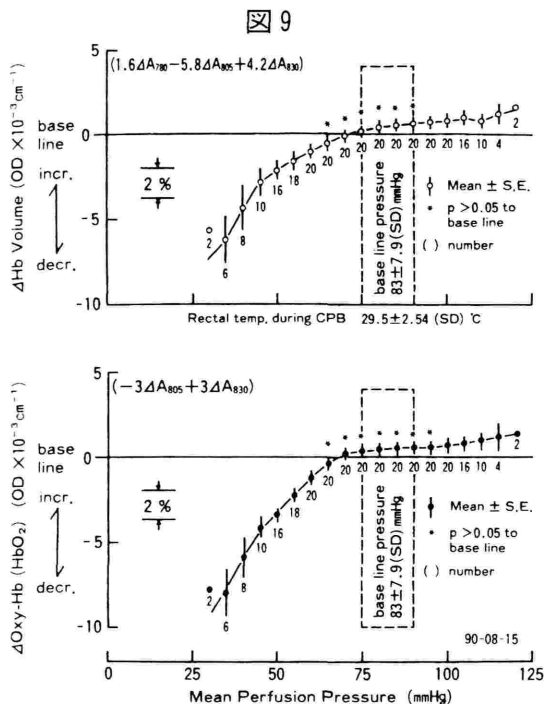 図9
(1.6ΔA₇₈₀−5.8ΔA₈₀₅+4.2ΔA₈₃₀)
ΔHb Volume (OD ×10⁻³cm⁻¹)
5
base line 0
-5
-10
incr.
decr.
2 %
2
6
8
10
16
18
20
20
20
20
20
20
20
20
20
20
16
10
4
2
base line pressure
83±7.9 (SD) mmHg
Mean ± S.E.
* p >0.05 to
base line
( ) number
Rectal temp. during CPB 29.5±2.54 (SD) ℃
(−3ΔA₈₀₅+3ΔA₈₃₀)
ΔOxy-Hb (HbO₂) (OD ×10⁻³cm⁻¹)
5
base line 0
-5
-10
incr.
decr.
2 %
2
6
8
10
16
18
20
20
20
20
20
20
20
20
20
16
10
4
2
base line pressure
83±7.9 (SD) mmHg
Mean ± S.E.
* p >0.05 to
base line
( ) number
90-08-15
0 25 50 75 100 125
Mean Perfusion Pressure (mmHg)